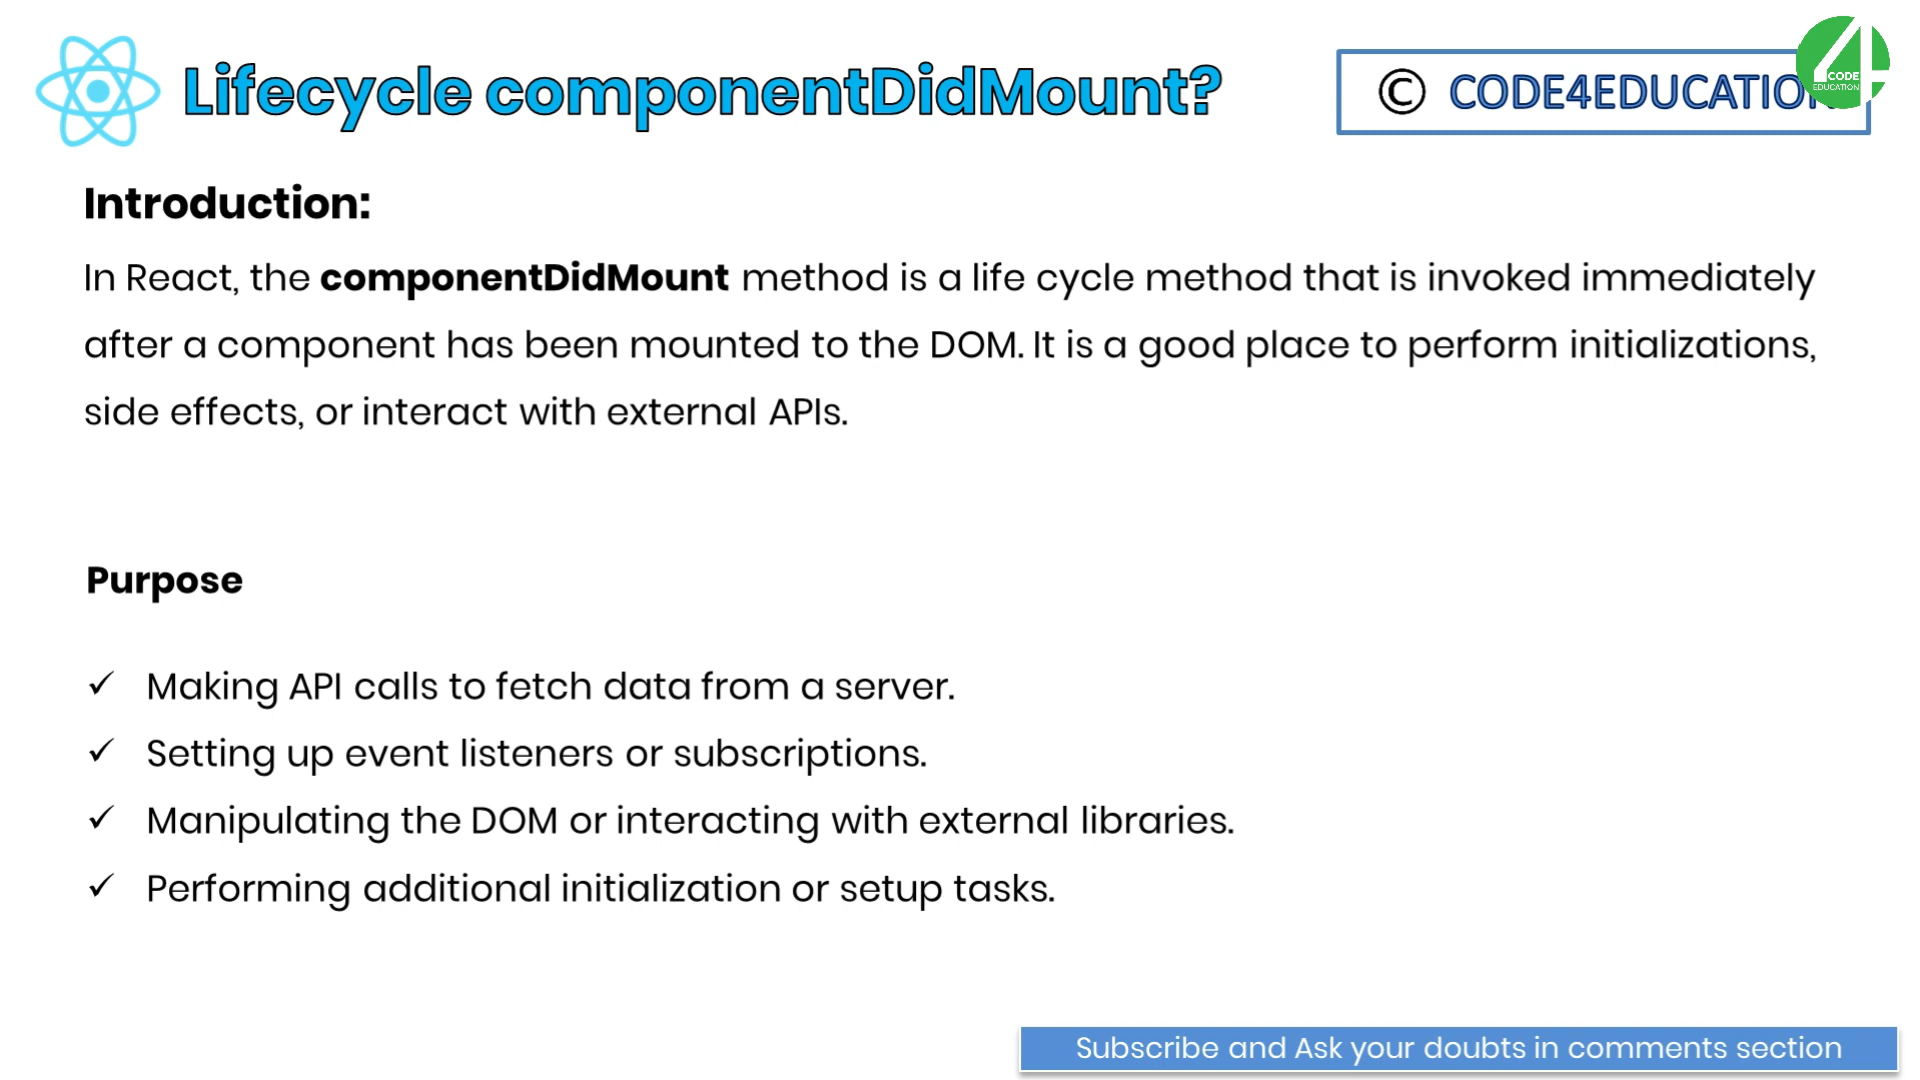 Lifecycle componentDidMount?
© CODE4EDUCATION
CODE
EDUCATION
Introduction:
In React, the componentDidMount method is a life cycle method that is invoked immediately
after a component has been mounted to the DOM. It is a good place to perform initializations,
side effects, or interact with external APIs.
Purpose
✓ Making API calls to fetch data from a server.
✓ Setting up event listeners or subscriptions.
✓ Manipulating the DOM or interacting with external libraries.
✓ Performing additional initialization or setup tasks.
Subscribe and Ask your doubts in comments section